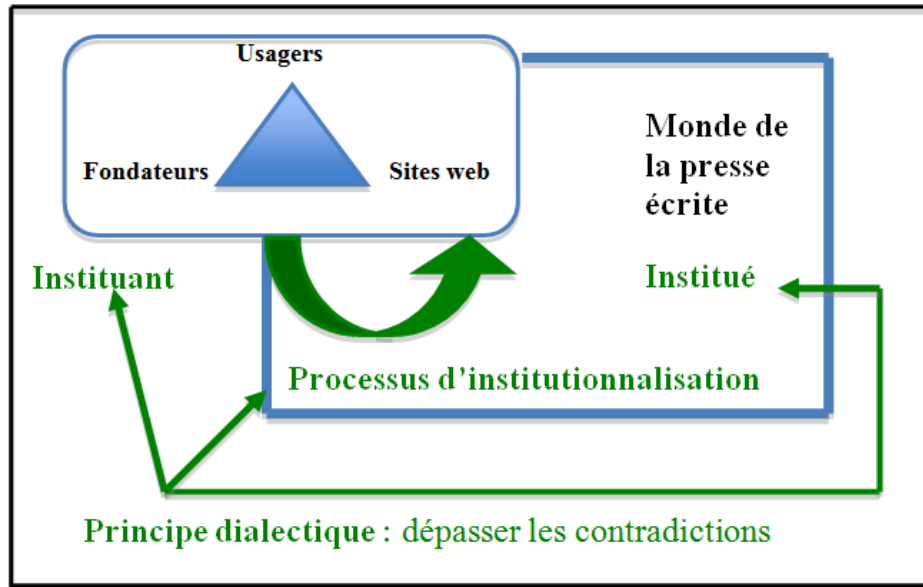 Usagers
Fondateurs
Sites web
Monde de
la presse
écrite
Instituant
Institué
Processus d’institutionnalisation
Principe dialectique : dépasser les contradictions